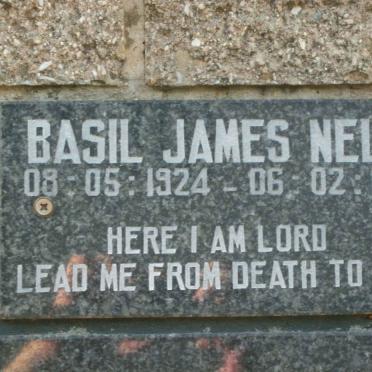 BASIL JAMES
08 : 05 : 1924 - 06 : 02 :
HERE I AM LORD
LEAD ME FROM DEATH TO